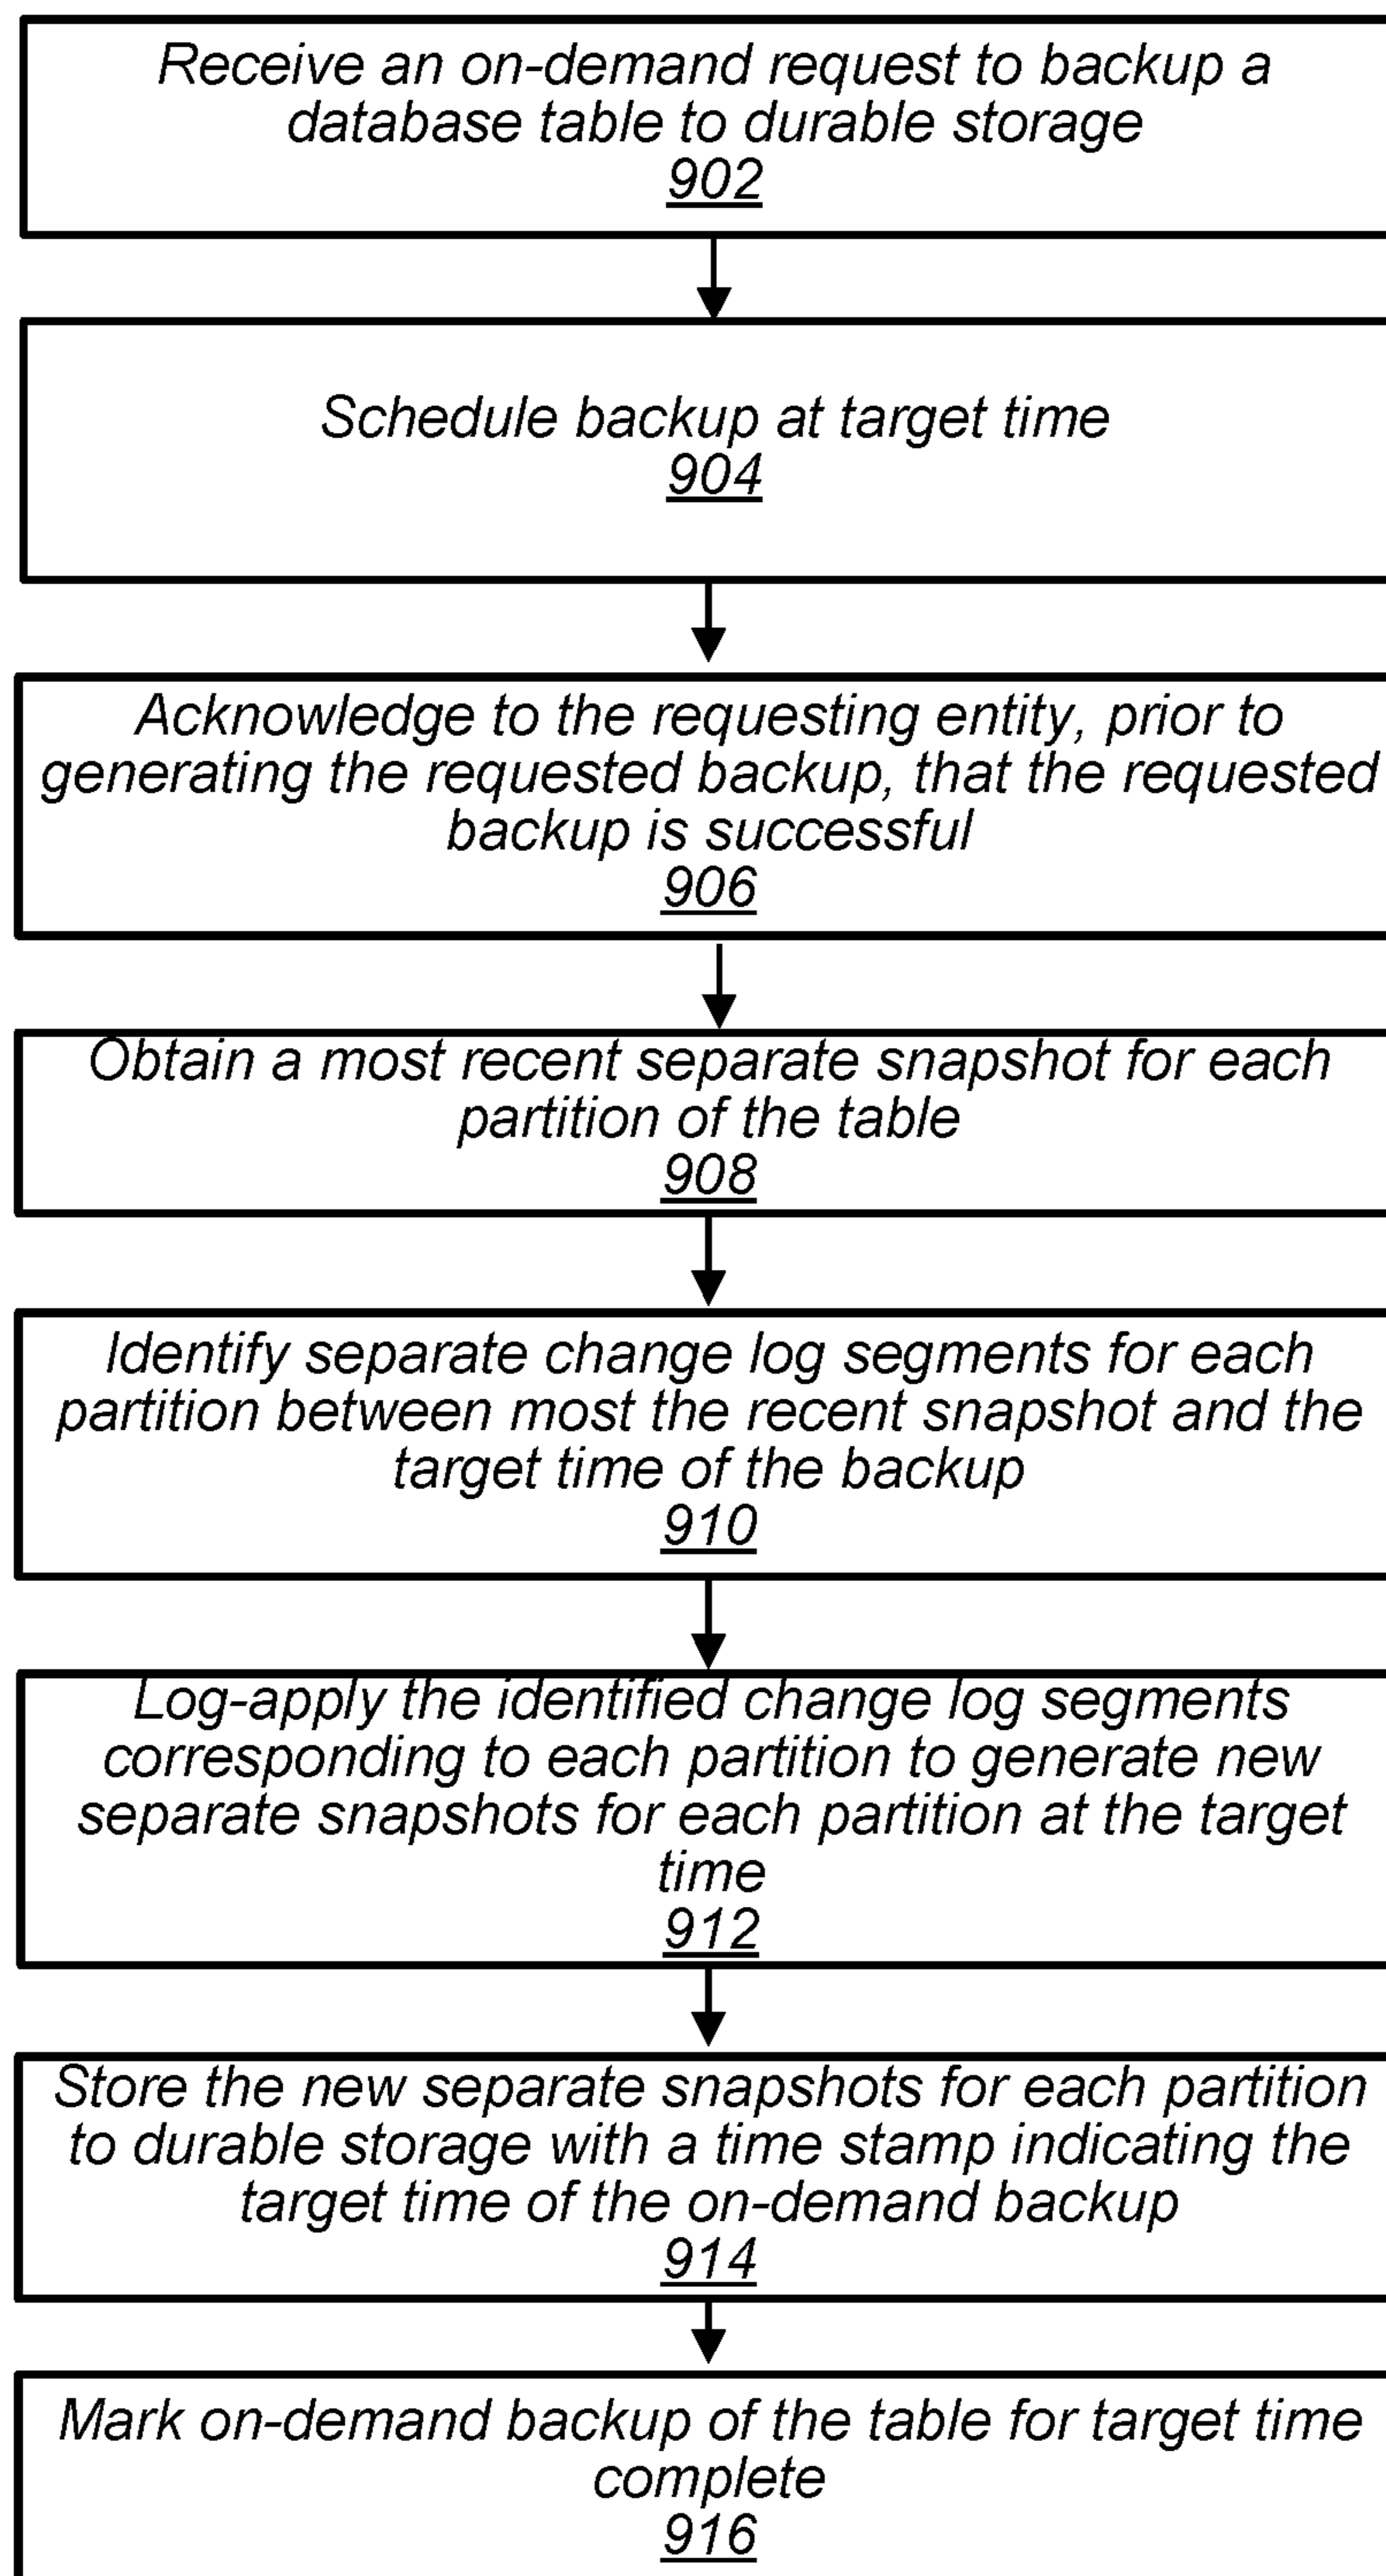 Receive an on-demand request to backup a
database table to durable storage
902
Schedule backup at target time
904
Acknowledge to the requesting entity, prior to
generating the requested backup, that the requested
backup is successful
906
Obtain a most recent separate snapshot for each
partition of the table
908
Identify separate change log segments for each
partition between most the recent snapshot and the
target time of the backup
910
Log-apply the identified change log segments
corresponding to each partition to generate new
separate snapshots for each partition at the target
time
912
Store the new separate snapshots for each partition
to durable storage with a time stamp indicating the
target time of the on-demand backup
914
Mark on-demand backup of the table for target time
complete
916